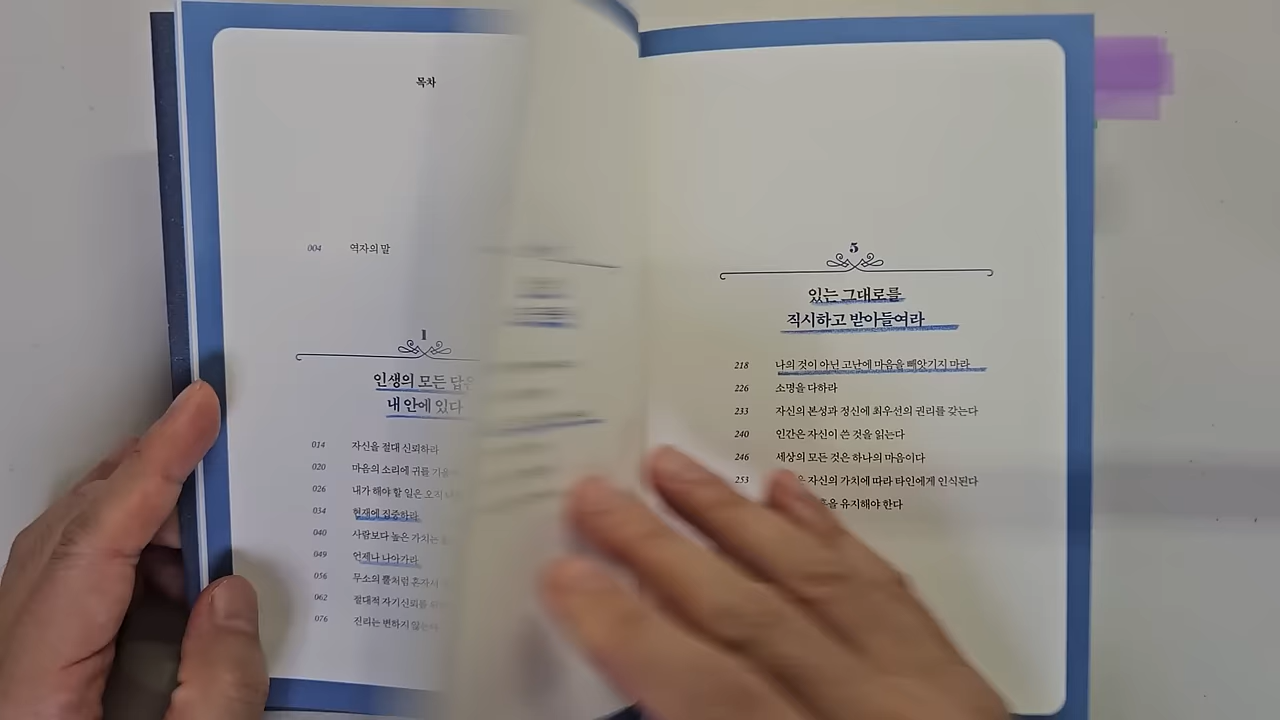 목차
004 역자의 말
1
인생의 모든 답은
내 안에 있다
014 자신을 절대 신뢰하라
020 마음의 소리에 귀를
026 내가 해야 할 일은 오직
034 현재에 집중하라
040 사람보다 높은 가치는
049 언제나 나아가라
056 무소의 뿔처럼 혼자서
062 절대적 자기신뢰를
076 진리는 변하지 않는다
5
있는 그대로를
직시하고 받아들여라
218 나의 것이 아닌 고난에 마음을 빼앗기지 마라
226 소명을 다하라
233 자신의 본성과 정신에 최우선의 권리를 갖는다
240 인간은 자신이 쓴 것을 읽는다
246 세상의 모든 것은 하나의 마음이다
253 자신의 가치에 따라 타인에게 인식된다
유지해야 한다